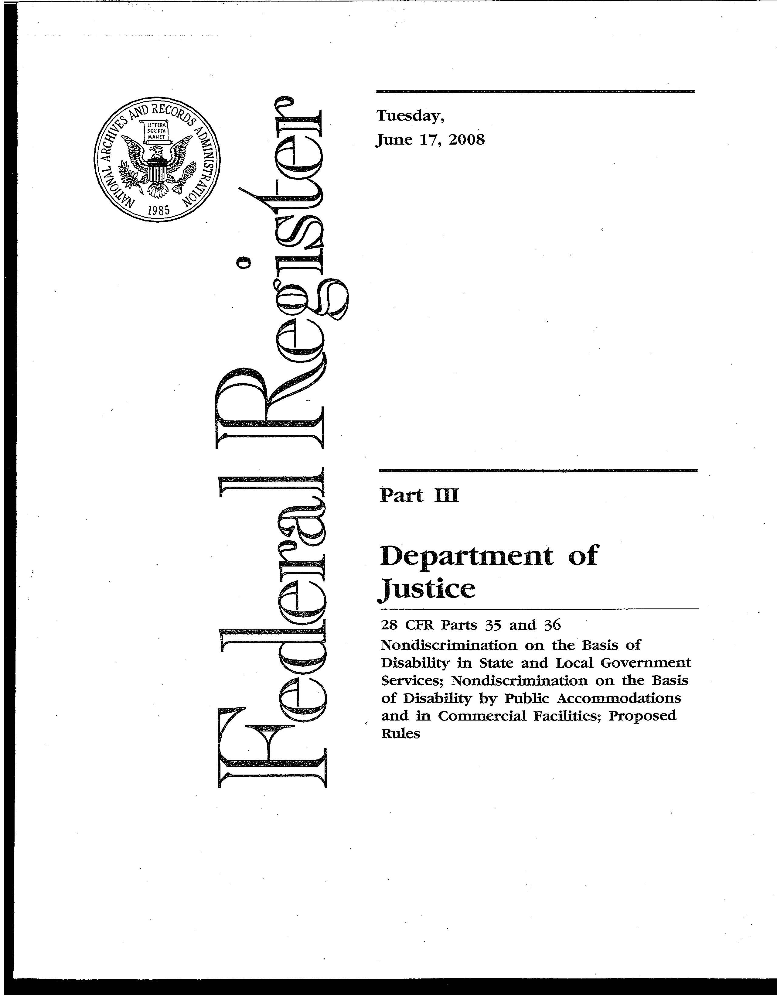 NATIONAL ARCHIVES AND RECORDS ADMINISTRATION
LITTERA
SCRIPTA
MANET
1985
Federal Register
Tuesday,
June 17, 2008
Part III
Department of
Justice
28 CFR Parts 35 and 36
Nondiscrimination on the Basis of
Disability in State and Local Government
Services; Nondiscrimination on the Basis
of Disability by Public Accommodations
and in Commercial Facilities; Proposed
Rules